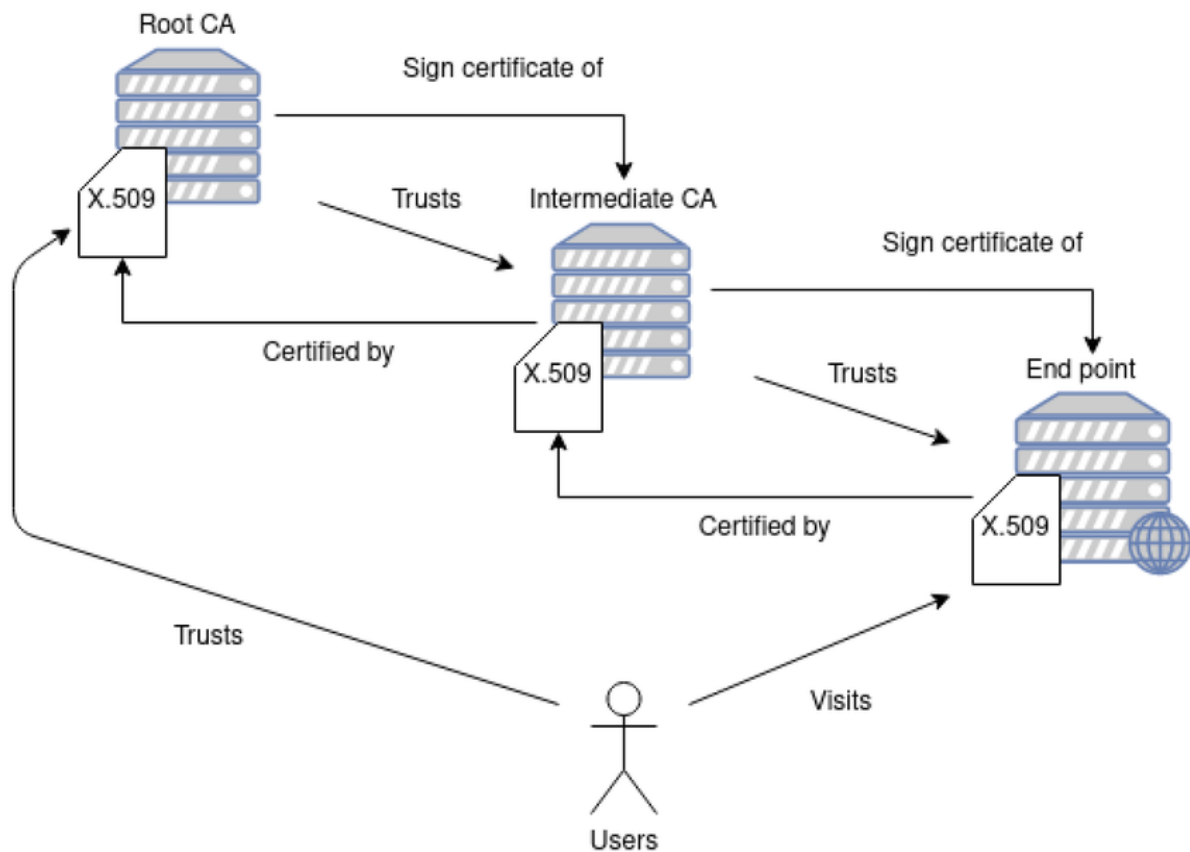 Root CA
Sign certificate of
X.509
Trusts
Intermediate CA
Sign certificate of
Certified by
X.509
Trusts
End point
Certified by
X.509
Trusts
Visits
Users